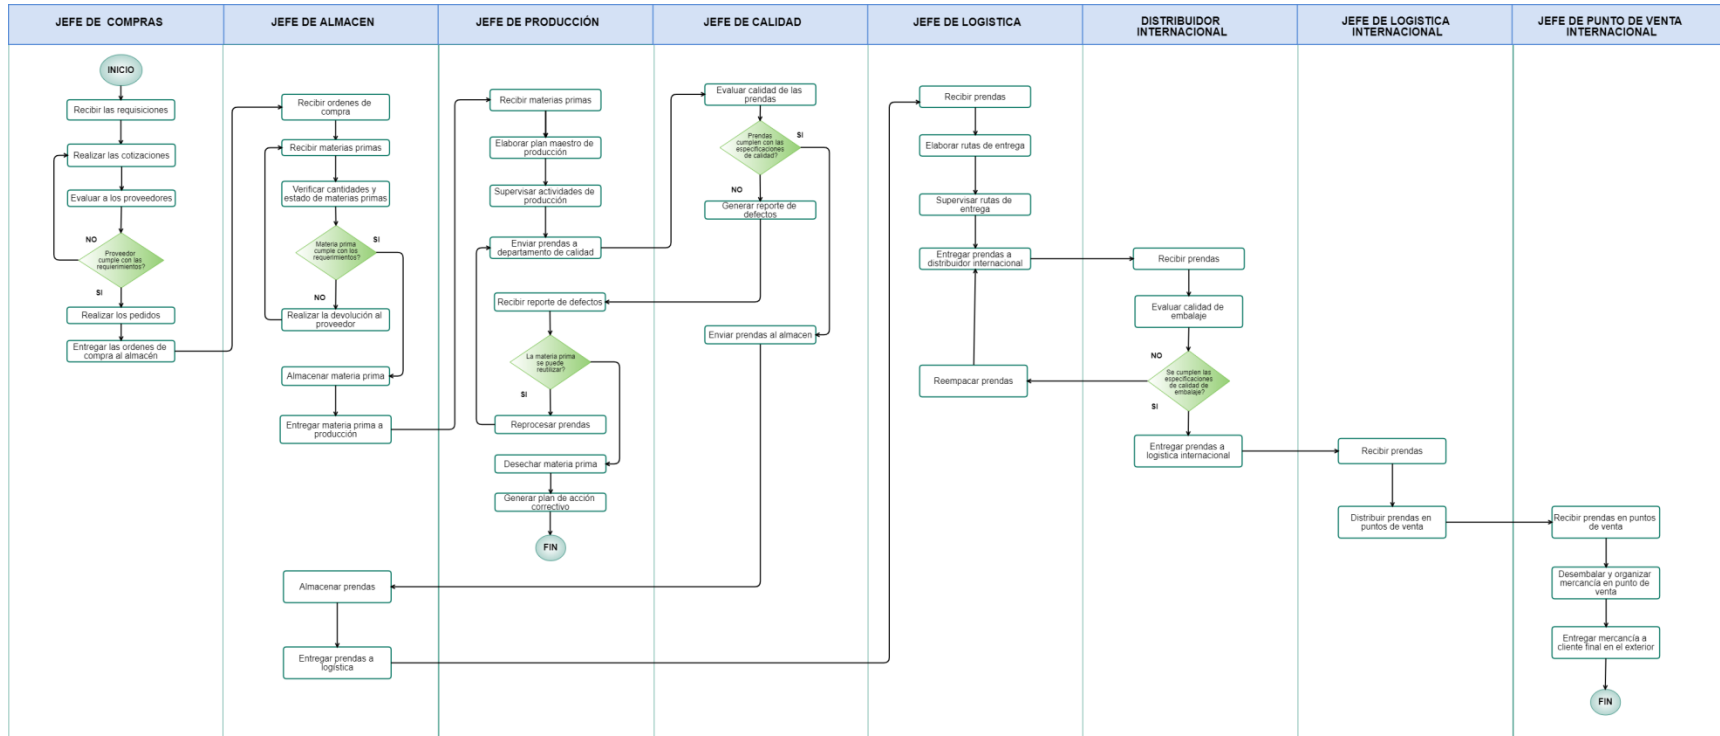 JEFE DE COMPRAS
JEFE DE ALMACEN
JEFE DE PRODUCCIÓN
JEFE DE CALIDAD
JEFE DE LOGISTICA
DISTRIBUIDOR
INTERNACIONAL
JEFE DE LOGISTICA
INTERNACIONAL
JEFE DE PUNTO DE VENTA
INTERNACIONAL
INICIO
Recibir las requisiciones
Realizar las cotizaciones
Evaluar a los proveedores
NO
Proveedor
cumple con las
requerimientos?
SI
Realizar los pedidos
Entregar las ordenes de
compra al almacén
Recibir ordenes de
compra
Recibir materias primas
Verificar cantidades y
estado de materias primas
Materia prima
cumple con los
requerimientos?
SI
NO
Realizar la devolución al
proveedor
Almacenar materia prima
Entregar materia prima a
producción
Almacenar prendas
Entregar prendas a
logística
Recibir materias primas
Elaborar plan maestro de
producción
Supervisar actividades de
producción
Enviar prendas a
departamento de calidad
Recibir reporte de defectos
La materia prima
se puede
reutilizar?
SI
Reprocesar prendas
Desechar materia prima
Generar plan de acción
correctivo
FIN
Evaluar calidad de las
prendas
SI
Prendas
cumplen con las
especificaciones
de calidad?
NO
Generar reporte de
defectos
Enviar prendas al almacen
Recibir prendas
Elaborar rutas de entrega
Supervisar rutas de
entrega
Entregar prendas a
distribuidor internacional
Reempacar prendas
Recibir prendas
Evaluar calidad de
embalaje
NO
Se cumplen las
especificaciones
de calidad de
embalaje?
SI
Entregar prendas a
logistica internacional
Recibir prendas
Distribuir prendas en
puntos de venta
Recibir prendas en puntos
de venta
Desembalar y organizar
mercancía en punto de
venta
Entregar mercancía a
cliente final en el exterior
FIN